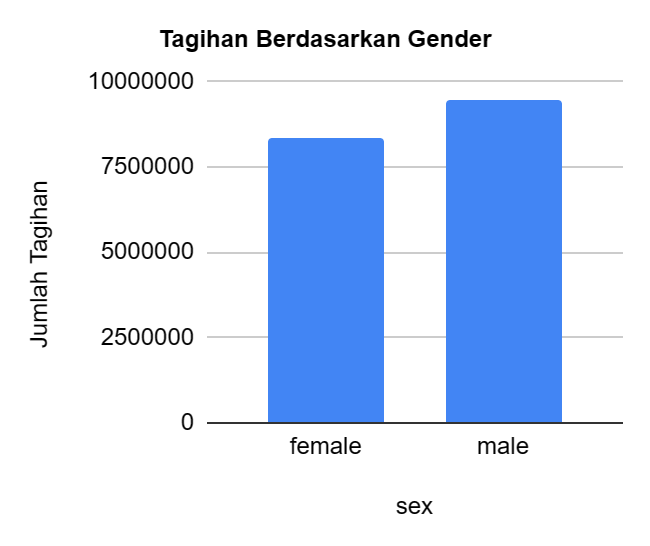 Tagihan Berdasarkan Gender
10000000
7500000
5000000
2500000
0
Jumlah Tagihan
female
male
sex